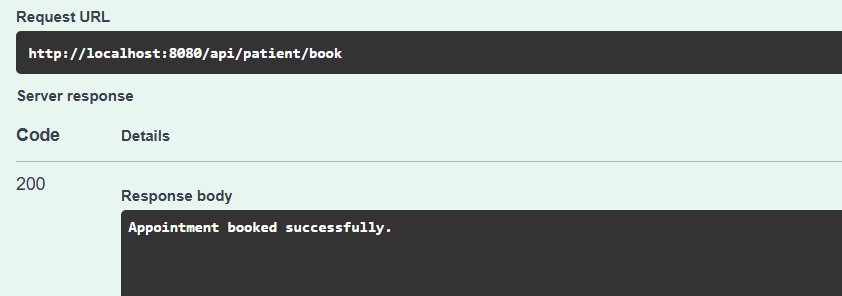 Request URL
http://localhost:8080/api/patient/book
Server response
Code Details
200
Response body
Appointment booked successfully.